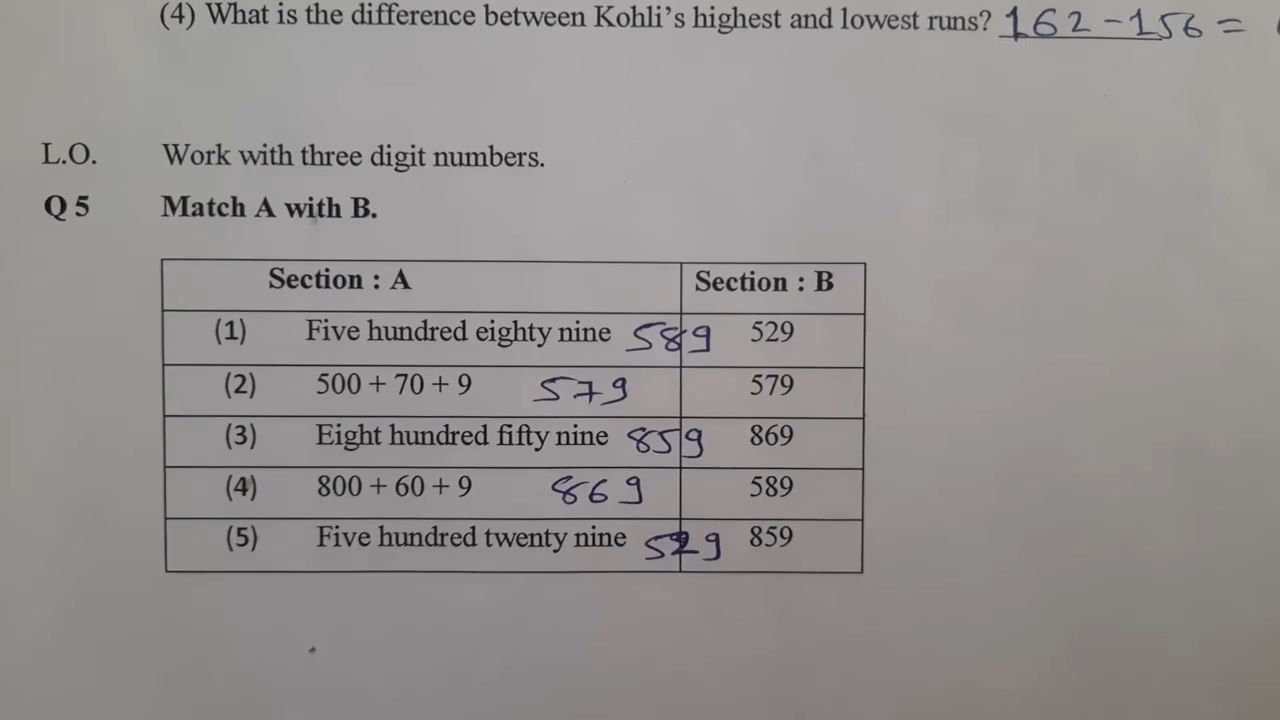 (4) What is the difference between Kohli's highest and lowest runs? 162 - 156 =
L.O. Work with three digit numbers.
Q 5 Match A with B.
Section : A Section : B
(1) Five hundred eighty nine 589 529
(2) 500 + 70 + 9 579 579
(3) Eight hundred fifty nine 859 869
(4) 800 + 60 + 9 869 589
(5) Five hundred twenty nine 529 859